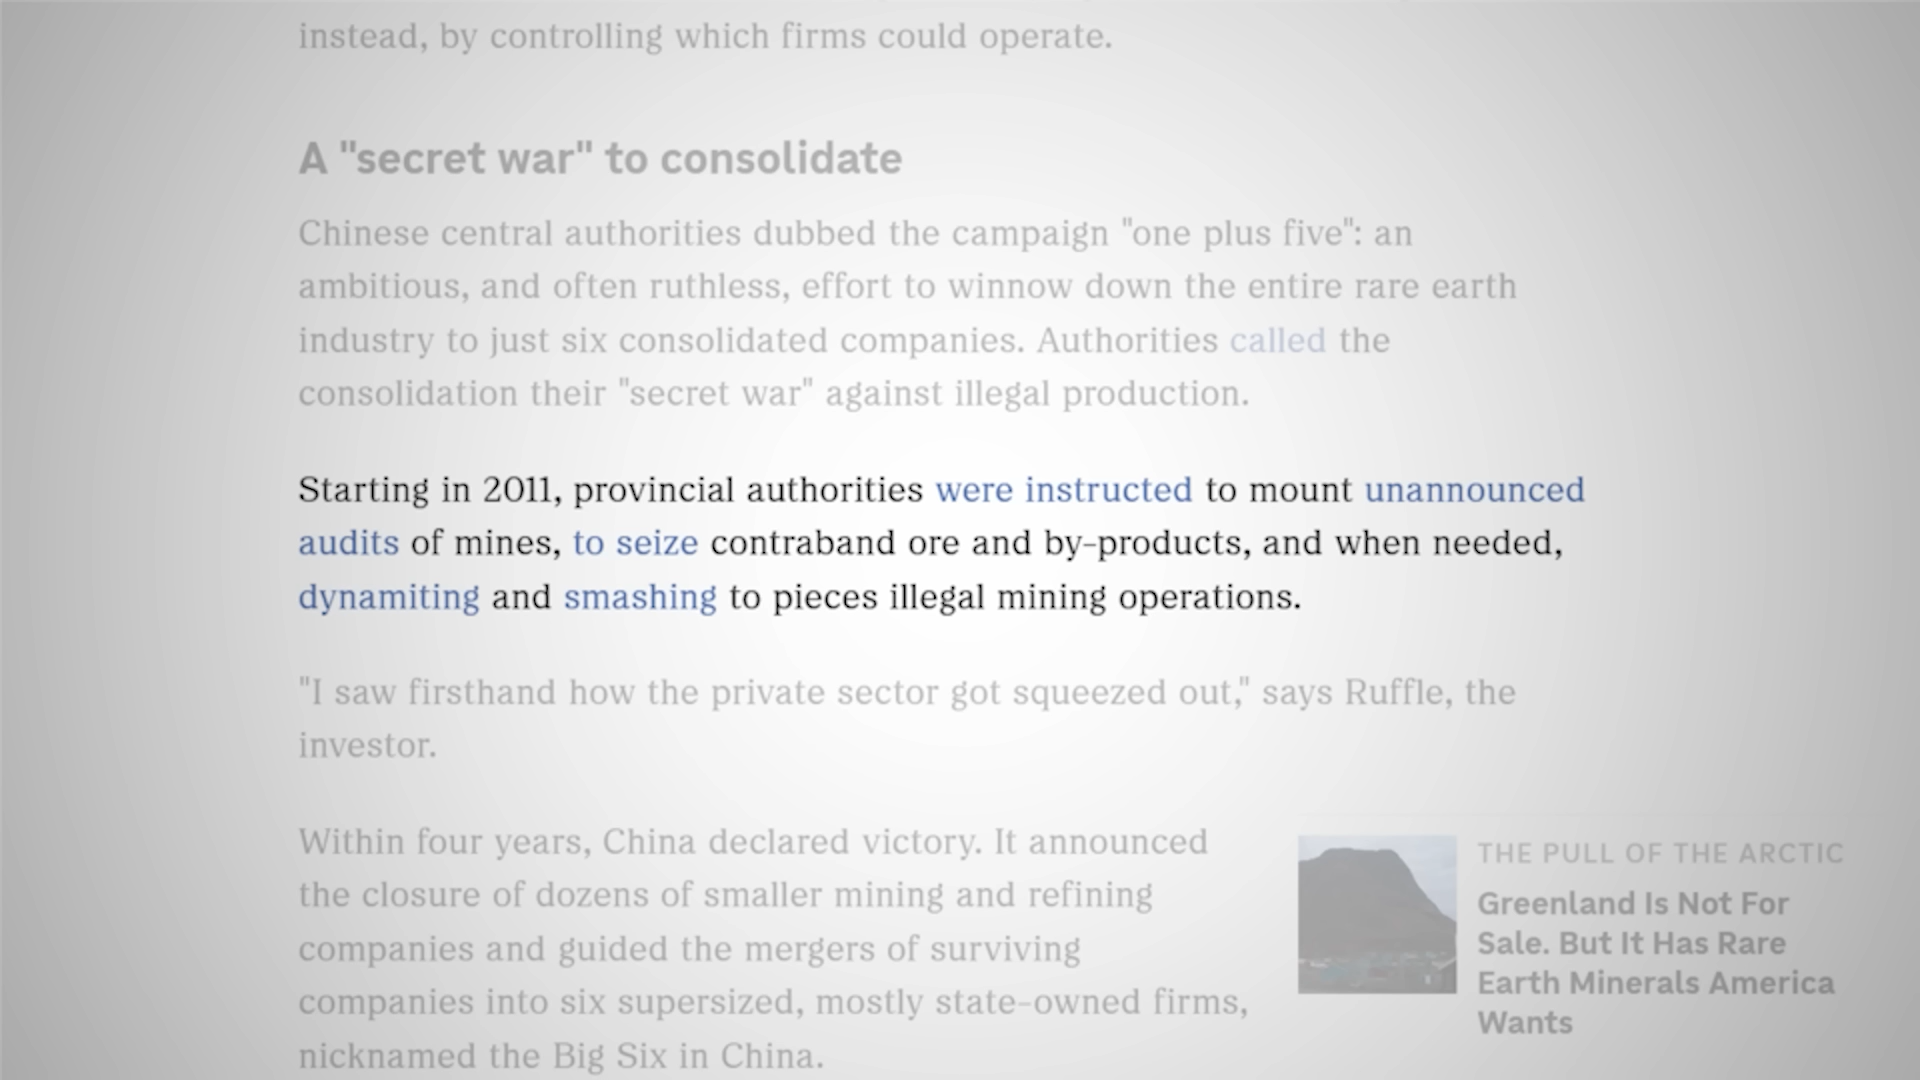 instead, by controlling which firms could operate.
A "secret war" to consolidate
Chinese central authorities dubbed the campaign "one plus five": an
ambitious, and often ruthless, effort to winnow down the entire rare earth
industry to just six consolidated companies. Authorities called the
consolidation their "secret war" against illegal production.
Starting in 2011, provincial authorities were instructed to mount unannounced
audits of mines, to seize contraband ore and by-products, and when needed,
dynamiting and smashing to pieces illegal mining operations.
"I saw firsthand how the private sector got squeezed out," says Ruffle, the
investor.
Within four years, China declared victory. It announced
the closure of dozens of smaller mining and refining
companies and guided the mergers of surviving
companies into six supersized, mostly state-owned firms,
nicknamed the Big Six in China.
THE PULL OF THE ARCTIC
Greenland Is Not For
Sale. But It Has Rare
Earth Minerals America
Wants